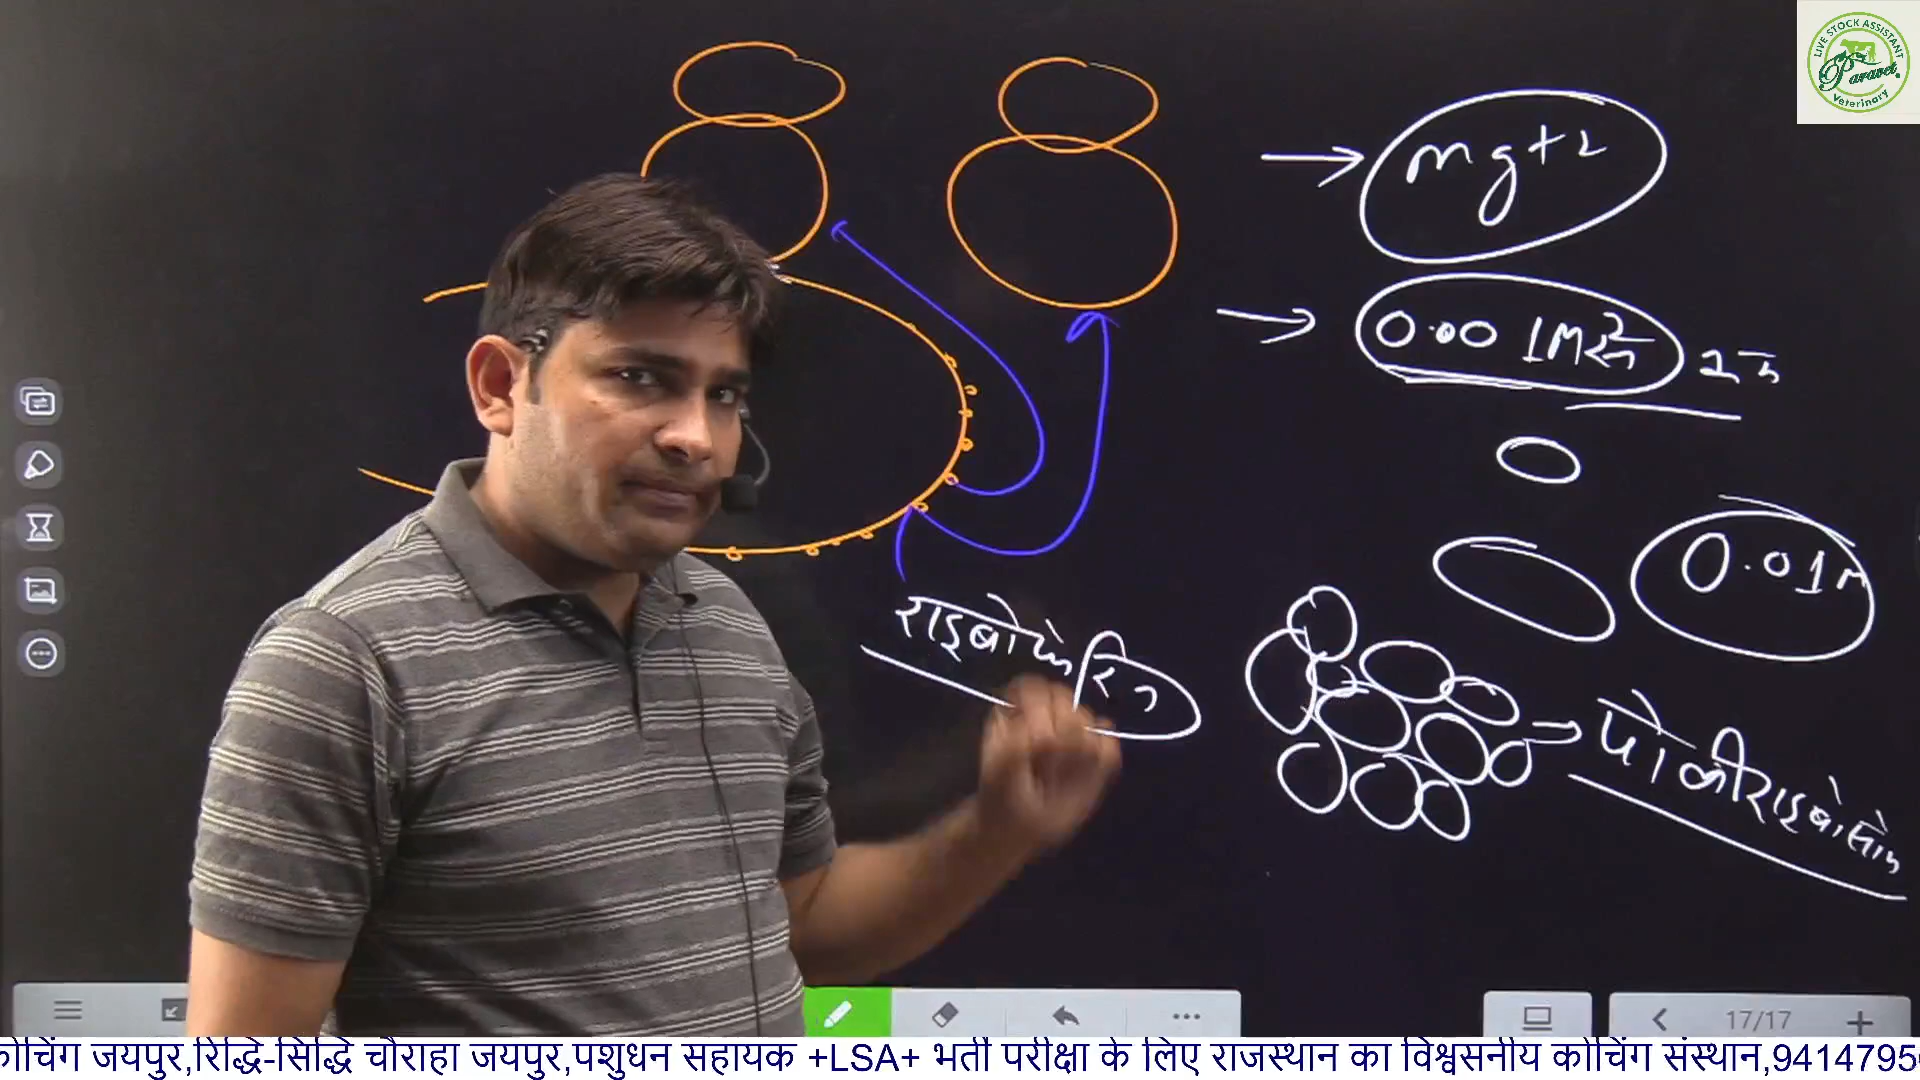 LIVE STOCK ASSISTANT
Paravet
Veterinary
mg+2
0.001M से
0.01M
राइबोफोरिन
पोलीराइबोसोम
17/17
कोचिंग जयपुर,रिद्धि-सिद्धि चौराहा जयपुर,पशुधन सहायक +LSA+ भर्ती परीक्षा के लिए राजस्थान का विश्वसनीय कोचिंग संस्थान,9414795